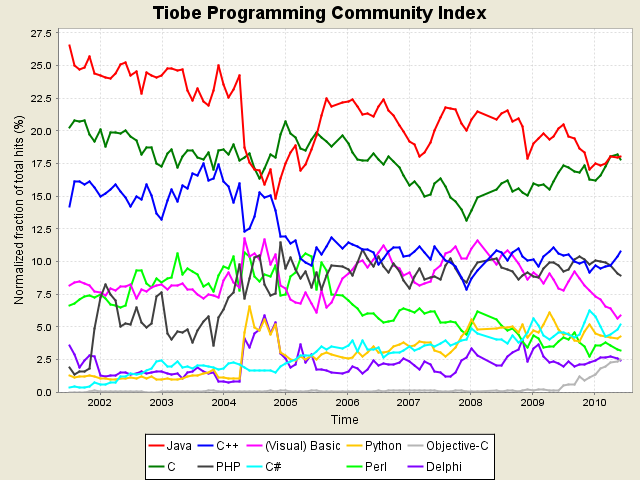 Tiobe Programming Community Index
Normalized fraction of total hits (%)
27.5
25.0
22.5
20.0
17.5
15.0
12.5
10.0
7.5
5.0
2.5
0.0
2002 2003 2004 2005 2006 2007 2008 2009 2010
Time
Java C++ (Visual) Basic Python Objective-C
C PHP C# Perl Delphi